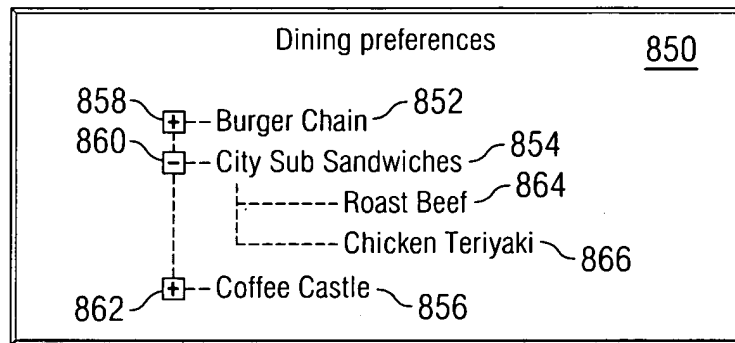 Dining preferences
850
858 + Burger Chain 852
860 - City Sub Sandwiches 854
Roast Beef 864
Chicken Teriyaki 866
862 + Coffee Castle 856